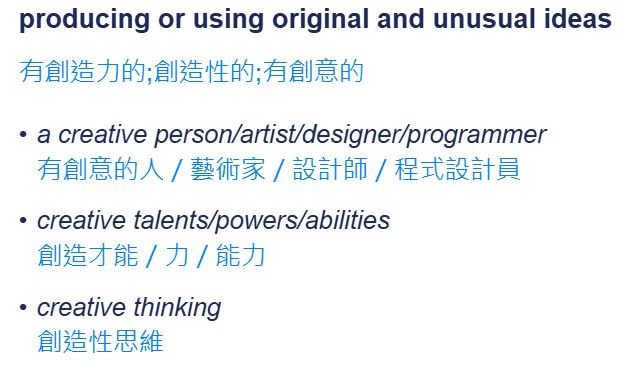 producing or using original and unusual ideas
有創造力的;創造性的;有創意的
• a creative person/artist/designer/programmer
有創意的人 / 藝術家 / 設計師 / 程式設計員
• creative talents/powers/abilities
創造才能 / 力 / 能力
• creative thinking
創造性思維